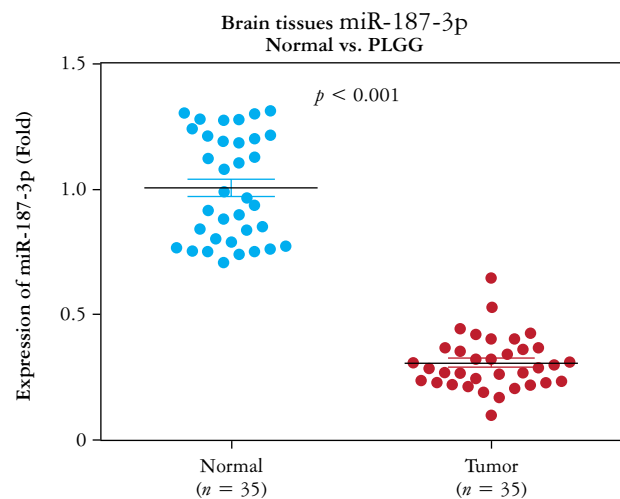 Brain tissues miR-187-3p
Normal vs. PLGG
p < 0.001
Expression of miR-187-3p (Fold)
1.5
1.0
0.5
0
Normal
(n = 35)
Tumor
(n = 35)